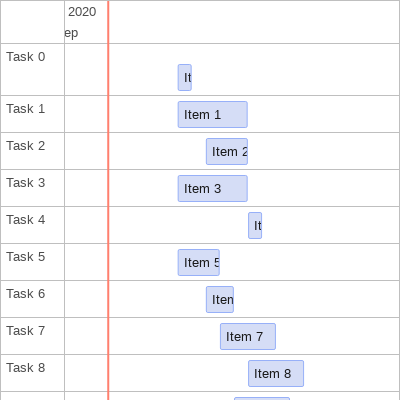 2020
ep
Task 0
It
Task 1
Item 1
Task 2
Item 2
Task 3
Item 3
Task 4
It
Task 5
Item 5
Task 6
Item
Task 7
Item 7
Task 8
Item 8